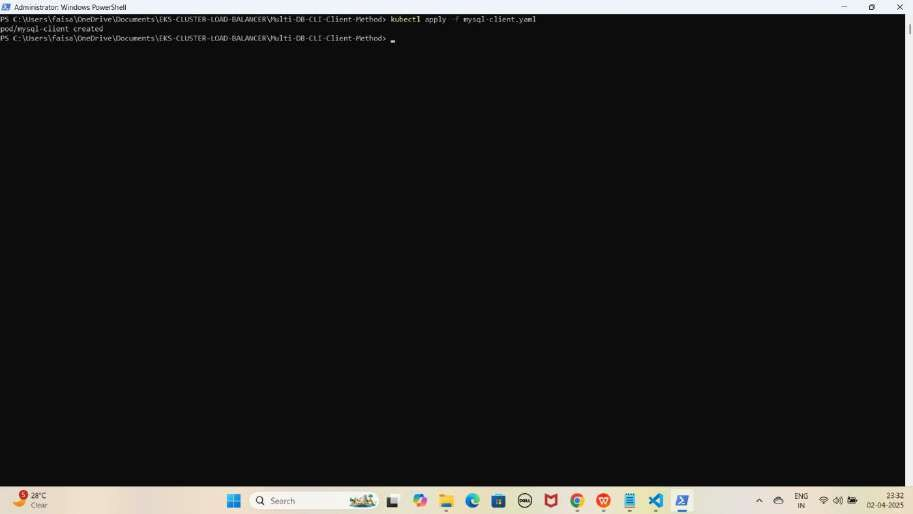 Administrator: Windows PowerShell
PS C:\Users\faisa\OneDrive\Documents\EKS-CLUSTER-LOAD-BALANCER\Multi-DB-CLI-Client-Method> kubectl apply -f mysql-client.yaml
pod/mysql-client created
PS C:\Users\faisa\OneDrive\Documents\EKS-CLUSTER-LOAD-BALANCER\Multi-DB-CLI-Client-Method> _
5
28°C
Clear
Search
DELL
W
ENG
IN
23:32
02-04-2025